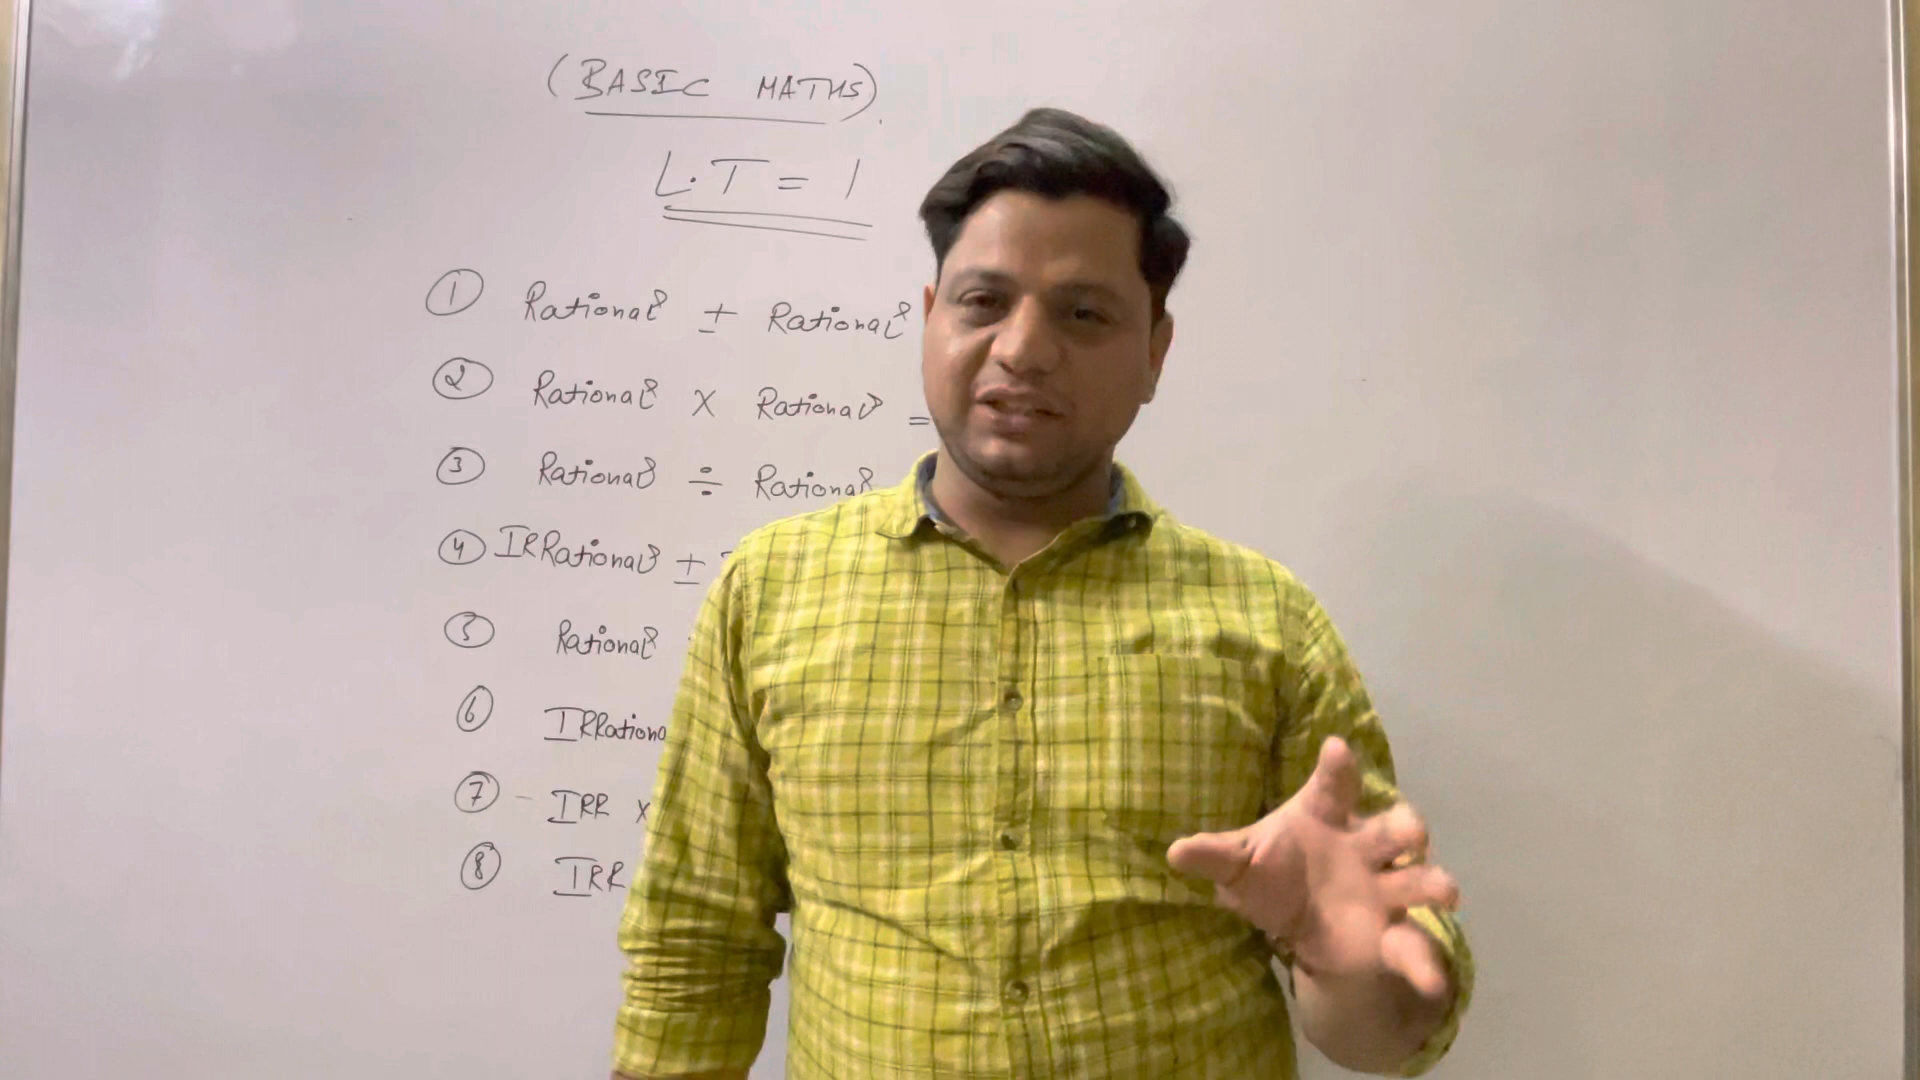 (BASIC MATHS).
L.T = 1
① Rational ± Rational
② Rational × Rational =
③ Rational ÷ Rational
④ IRRational ±
⑤ Rational
⑥ IRRationa
⑦ - IRR ×
⑧ IRR